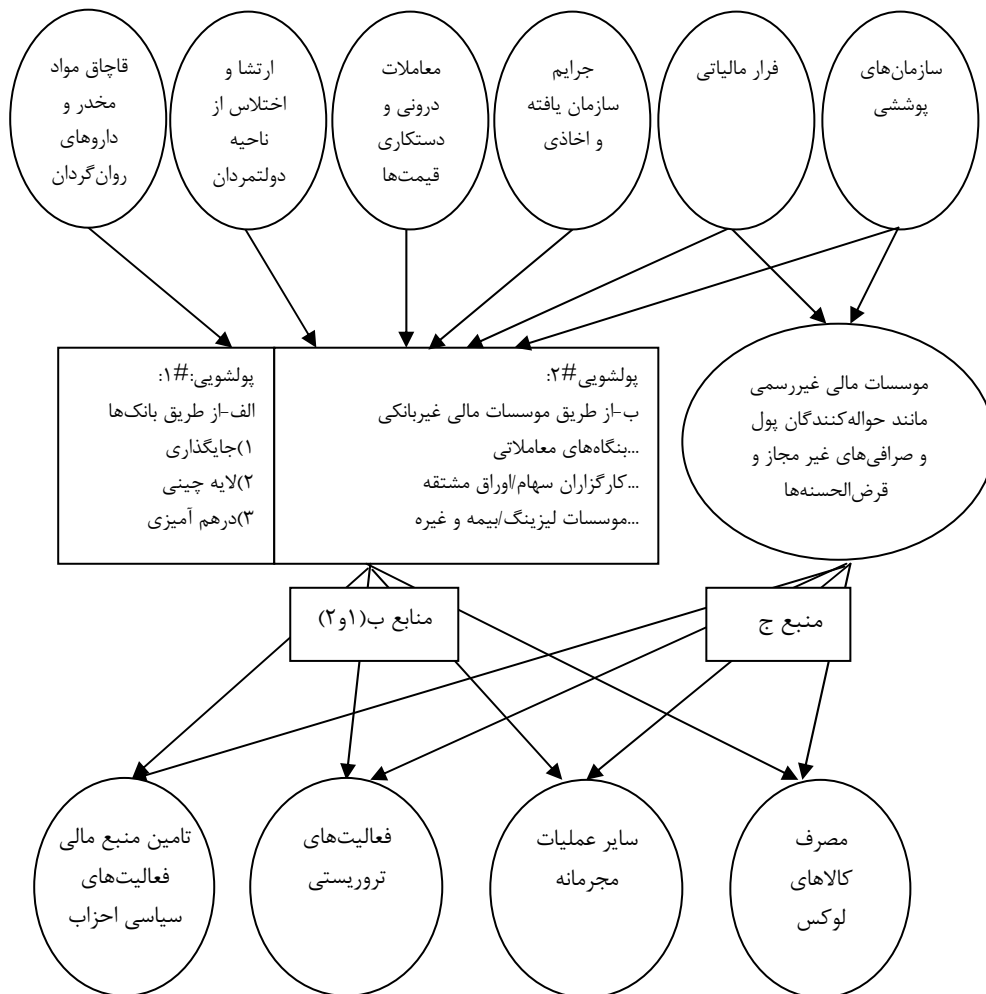 سازمان‌های
پوششی
فرار مالیاتی
جرایم
سازمان یافته
و اخاذی
معاملات
درونی و
دستکاری
قیمت‌ها
ارتشا و
اختلاس از
ناحیه
دولتمردان
قاچاق مواد
مخدر و
داروهای
روان‌گردان
موسسات مالی غیررسمی
مانند حواله‌کنندگان پول
و صرافی‌های غیر مجاز و
قرض‌الحسنه‌ها
پولشویی#۲:
ب-از طریق موسسات مالی غیربانکی
...بنگاه‌های معاملاتی
...کارگزاران سهام/اوراق مشتقه
...موسسات لیزینگ/بیمه و غیره
پولشویی:#۱:
الف-از طریق بانک‌ها
۱)جایگذاری
۲)لایه چینی
۳)درهم آمیزی
منبع ج
منابع ب(۱و۲)
مصرف
کالاهای
لوکس
سایر عملیات
مجرمانه
فعالیت‌های
تروریستی
تامین منبع مالی
فعالیت‌های
سیاسی احزاب